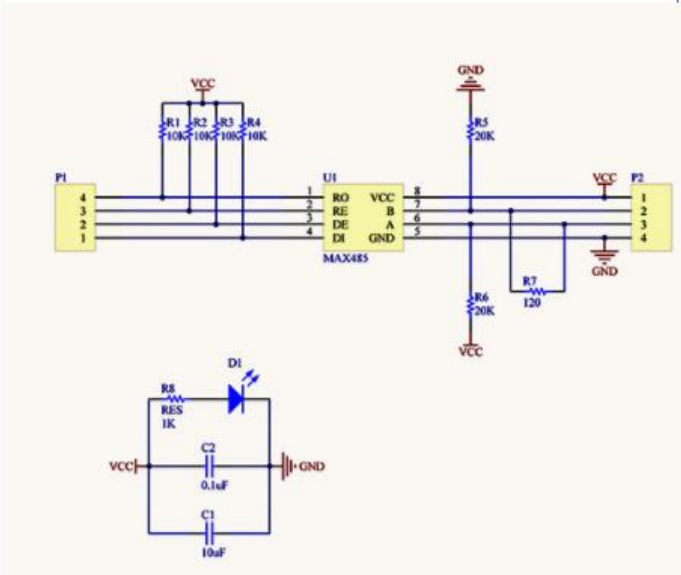 GND
VCC
R1 R2 R3 R4
10K 10K 10K 10K
R5
20K
P1
U1
VCC
P2
4
1
RO
VCC
8
1
3
2
RE
B
7
2
2
3
DE
A
6
3
1
4
DI
GND
5
4
MAX485
GND
R7
120
R6
20K
VCC
D1
R8
RES
1K
C2
VCC
GND
0.1uF
C1
10uF